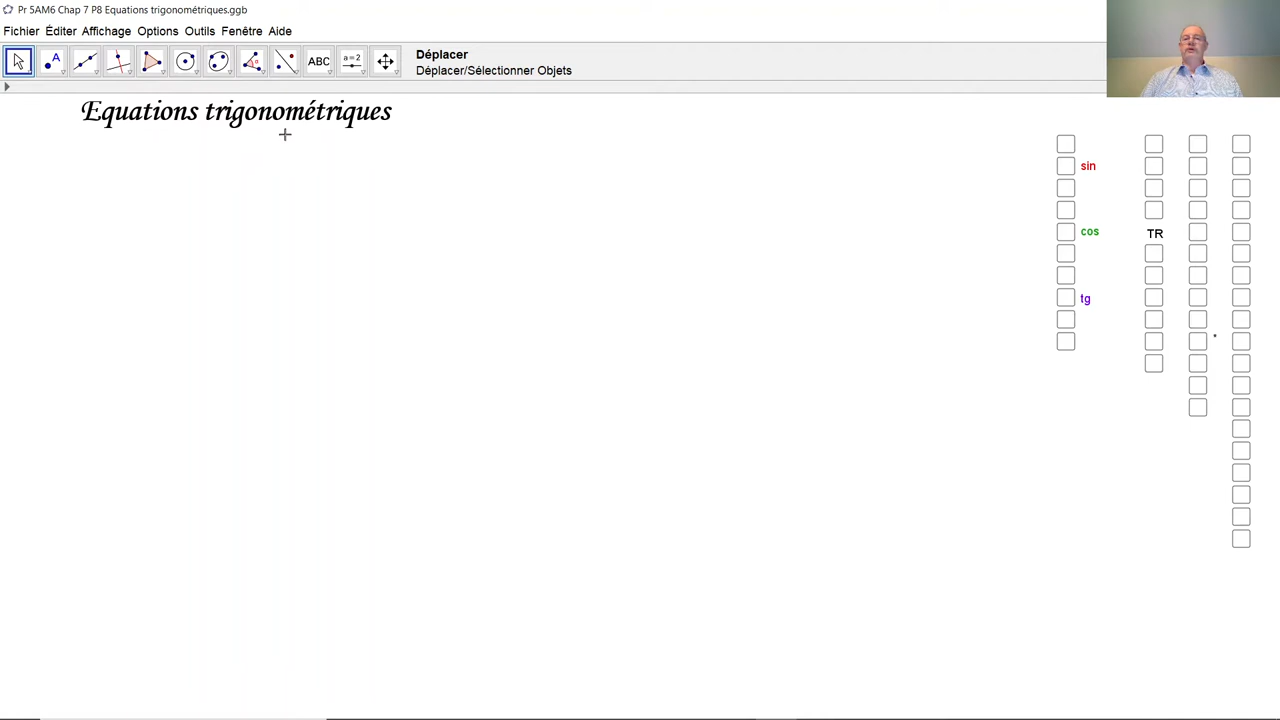 Pr 5AM6 Chap 7 P8 Equations trigonométriques.ggb
Fichier Éditer Affichage Options Outils Fenêtre Aide
A
ABC
a=2
Déplacer
Déplacer/Sélectionner Objets
Equations trigonométriques
sin
cos
TR
tg